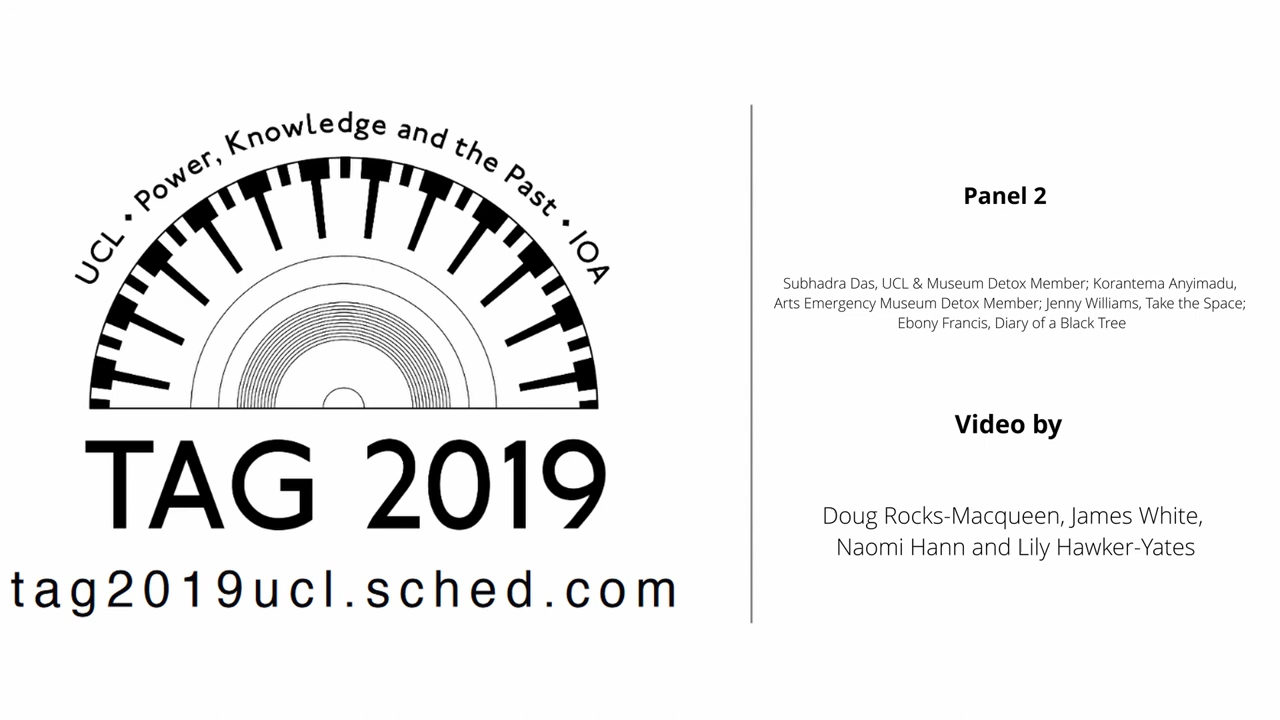 UCL • Power, Knowledge and the Past • IOA
TAG 2019
tag2019ucl.sched.com
Panel 2
Subhadra Das, UCL & Museum Detox Member; Korantema Anyimadu,
Arts Emergency Museum Detox Member; Jenny Williams, Take the Space;
Ebony Francis, Diary of a Black Tree
Video by
Doug Rocks-Macqueen, James White,
Naomi Hann and Lily Hawker-Yates